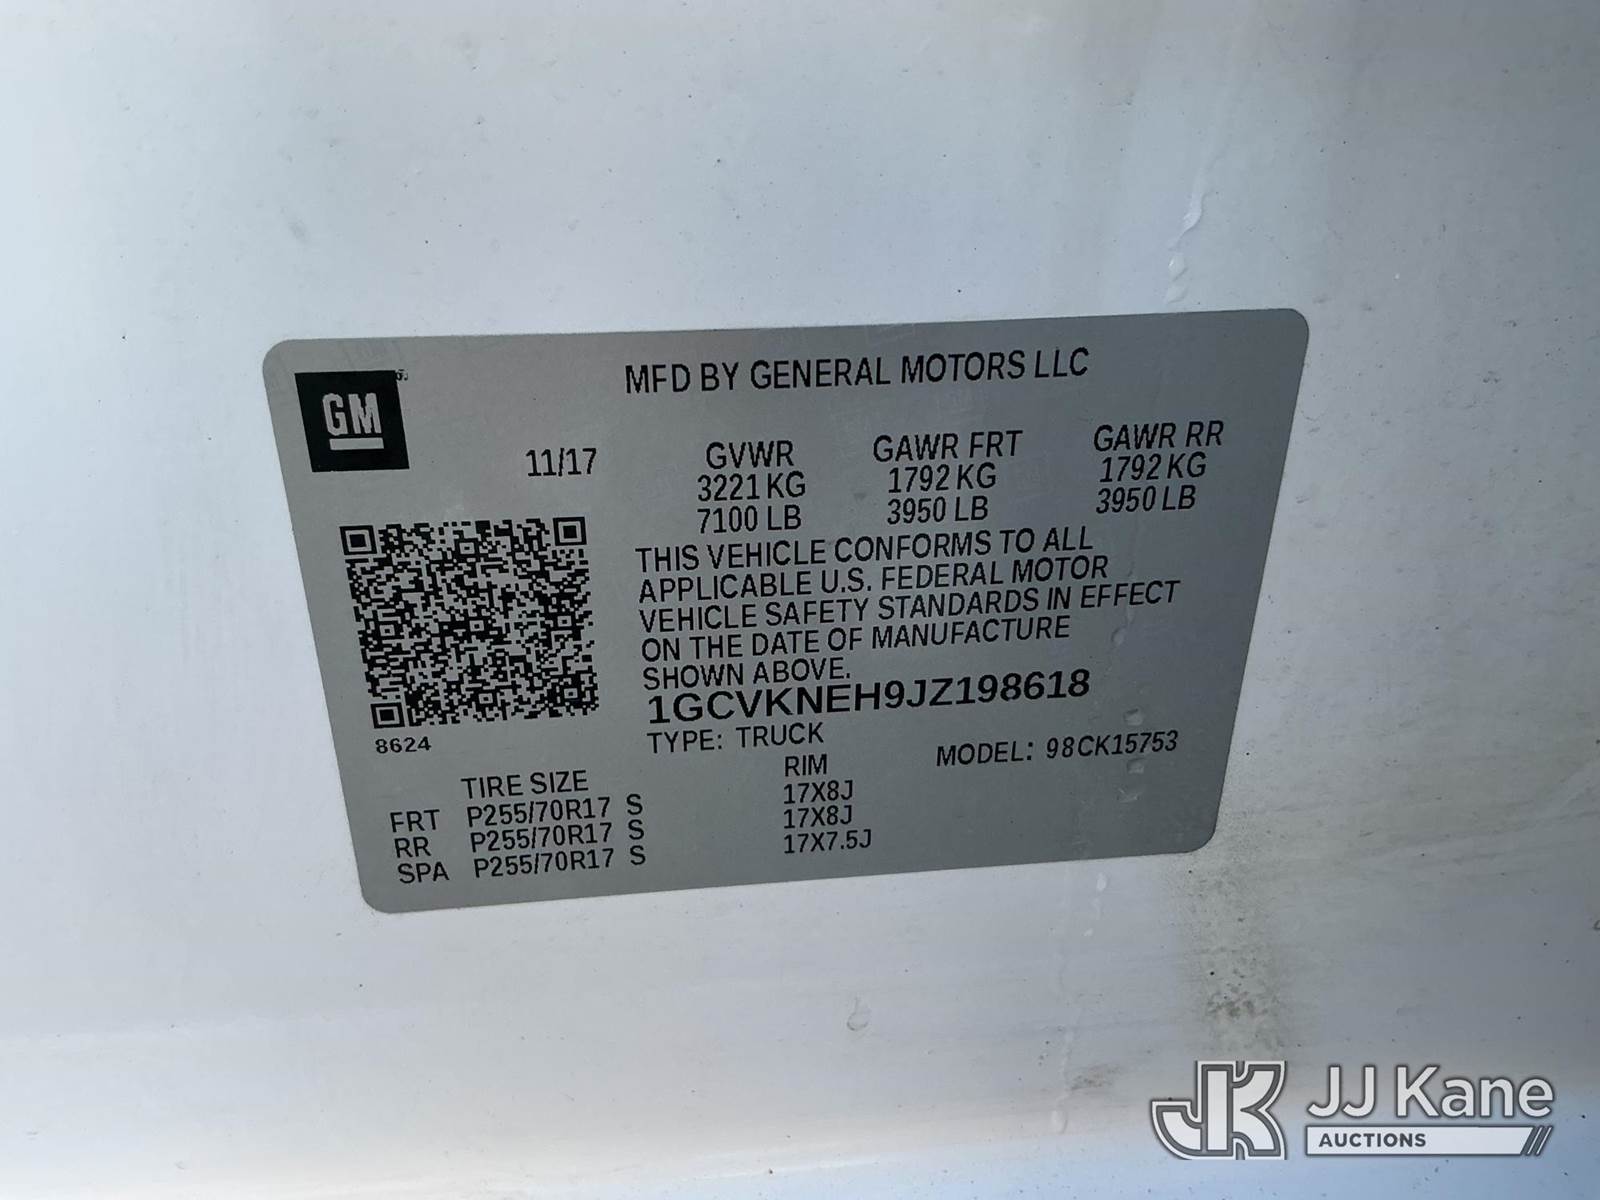 MFD BY GENERAL MOTORS LLC
GM
11/17
GVWR GAWR FRT GAWR RR
3221 KG 1792 KG 1792 KG
7100 LB 3950 LB 3950 LB
THIS VEHICLE CONFORMS TO ALL
APPLICABLE U.S. FEDERAL MOTOR
VEHICLE SAFETY STANDARDS IN EFFECT
ON THE DATE OF MANUFACTURE
SHOWN ABOVE.
1GCVKNEH9JZ198618
8624
TYPE: TRUCK MODEL: 98CK15753
TIRE SIZE RIM
FRT P255/70R17 S 17X8J
RR P255/70R17 S 17X8J
SPA P255/70R17 S 17X7.5J
JK JJ Kane
AUCTIONS